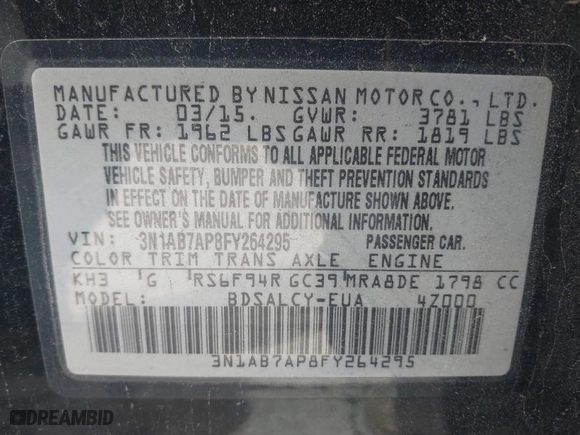 MANUFACTURED BY NISSAN MOTOR CO., LTD.
DATE: 03/15. GVWR: 3781 LBS
GAWR FR: 1962 LBS GAWR RR: 1819 LBS
THIS VEHICLE CONFORMS TO ALL APPLICABLE FEDERAL MOTOR
VEHICLE SAFETY, BUMPER AND THEFT PREVENTION STANDARDS
IN EFFECT ON THE DATE OF MANUFACTURE SHOWN ABOVE.
SEE OWNER'S MANUAL FOR ADDITIONAL INFORMATION.
VIN: 3N1AB7AP8FY264295 PASSENGER CAR.
COLOR TRIM TRANS AXLE ENGINE
KH3 G RS6F94R GC39 MRA8DE 1798 CC
MODEL: BDSALCY-EUA 4Z000
3N1AB7AP8FY264295
DREAMBID